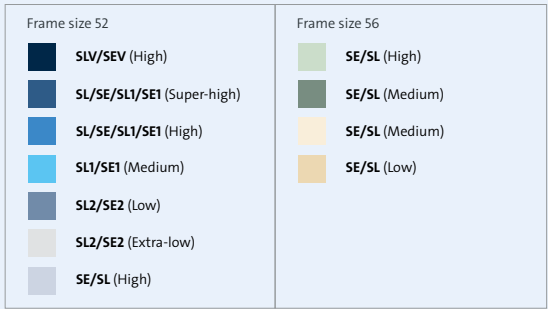 Frame size 52
SLV/SEV (High)
SL/SE/SL1/SE1 (Super-high)
SL/SE/SL1/SE1 (High)
SL1/SE1 (Medium)
SL2/SE2 (Low)
SL2/SE2 (Extra-low)
SE/SL (High)
Frame size 56
SE/SL (High)
SE/SL (Medium)
SE/SL (Medium)
SE/SL (Low)